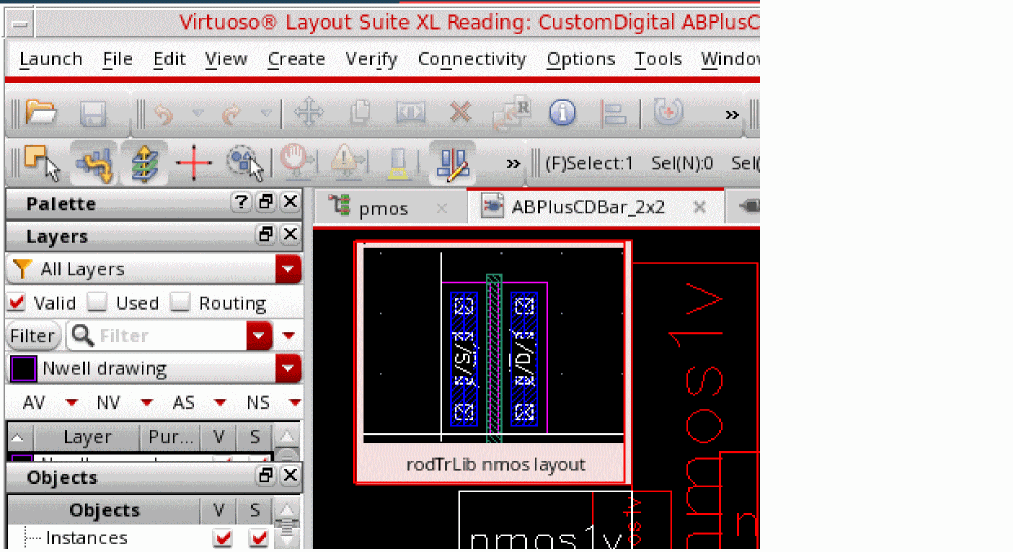 Virtuoso® Layout Suite XL Reading: CustomDigital ABPlusC
Launch File Edit View Create Verify Connectivity Options Tools Window
R i »
» (F)Select:1 Sel(N):0 Sel(
Palette ?
pmos ABPlusCDBar_2x2
Layers
All Layers
Valid Used Routing
Filter Filter
Nwell drawing
AV NV AS NS
Layer Pur... V S
/S/
/D/
rodTrLib nmos layout
nmos1v
Objects
Objects V S
Instances
nmos1v
os1v
n